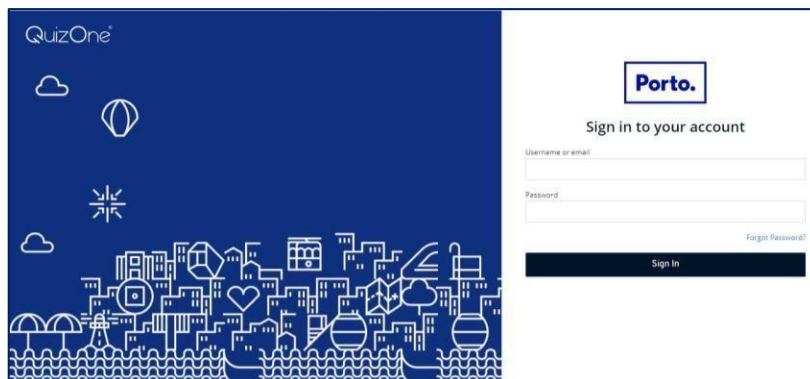 QuizOne®
Porto.
Sign in to your account
Username or email
Password
Forgot Password?
Sign In